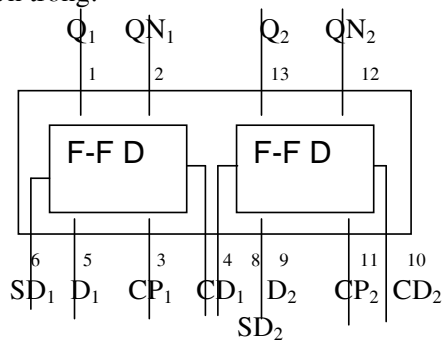 Q₁ QN₁ Q₂ QN₂
1 2 13 12
F-F D F-F D
6 5 3 4 8 9 11 10
SD₁ D₁ CP₁ CD₁ D₂ CP₂ CD₂
SD₂